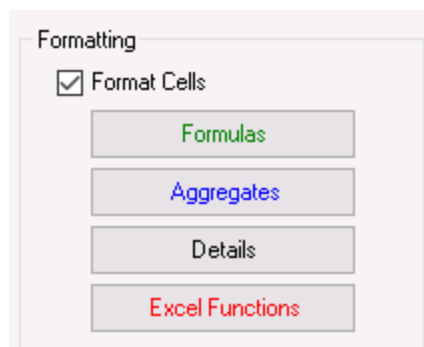 Formatting
Format Cells
Formulas
Aggregates
Details
Excel Functions